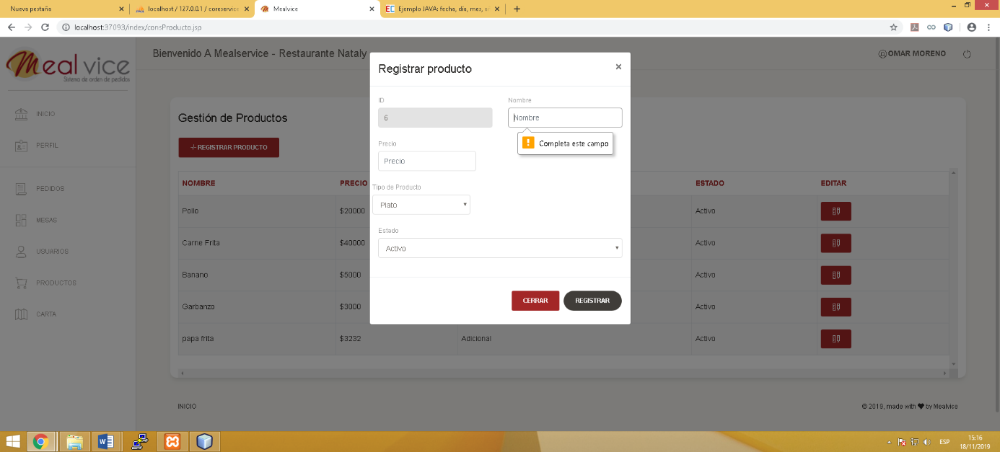 Nueva pestaña
localhost / 127.0.0.1 / coreservice
Mealvice
Ejemplo JAVA: fecha, día, mes, a
localhost:37093/index/consProducto.jsp
Mealvice
Sistema de orden de pedidos
Bienvenido A Mealservice - Restaurante Nataly
OMAR MORENO
INICIO
PERFIL
PEDIDOS
MESAS
USUARIOS
PRODUCTOS
CARTA
Gestión de Productos
+ REGISTRAR PRODUCTO
NOMBRE PRECIO ESTADO EDITAR
Pollo $20000 Activo
Carne Frita $40000 Activo
Banano $5000 Activo
Garbanzo $3000 Activo
papa frita $3232 Adicional Activo
Registrar producto ×
ID Nombre
6 Nombre
Completa este campo
Precio
Precio
Tipo de Producto
Plato
Estado
Activo
CERRAR REGISTRAR
INICIO
© 2019, made with ♥ by Mealvice
ESP
15:16
18/11/2019